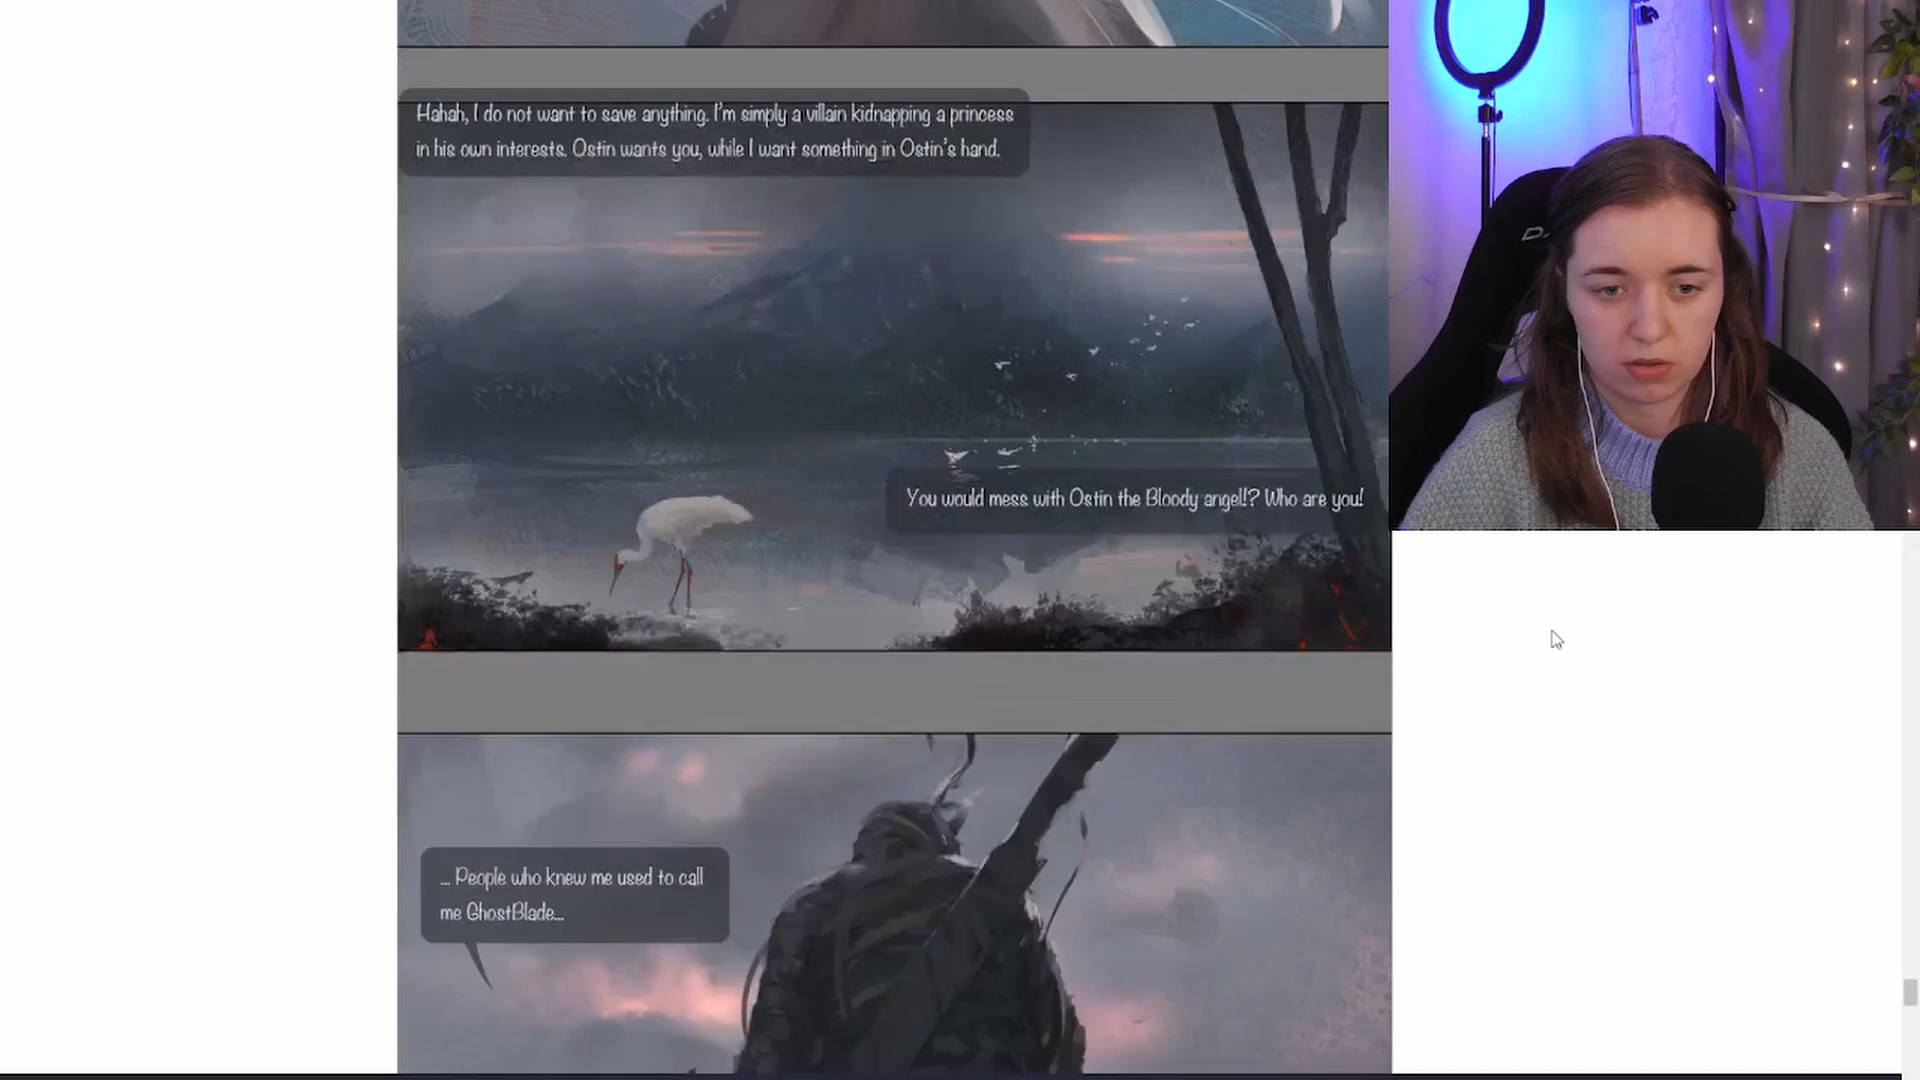 Hahah, I do not want to save anything. I'm simply a villain kidnapping a princess
in his own interests. Ostin wants you, while I want something in Ostin's hand.
You would mess with Ostin the Bloody angel!? Who are you!
... People who knew me used to call
me GhostBlade...